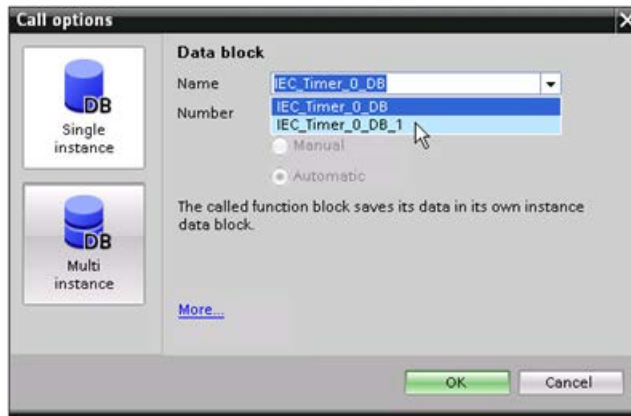 Call options
DB
Single
instance
DB
Multi
instance
Data block
Name
IEC_Timer_0_DB
IEC_Timer_0_DB
Number
IEC_Timer_0_DB_1
Manual
Automatic
The called function block saves its data in its own instance
data block.
More...
OK
Cancel